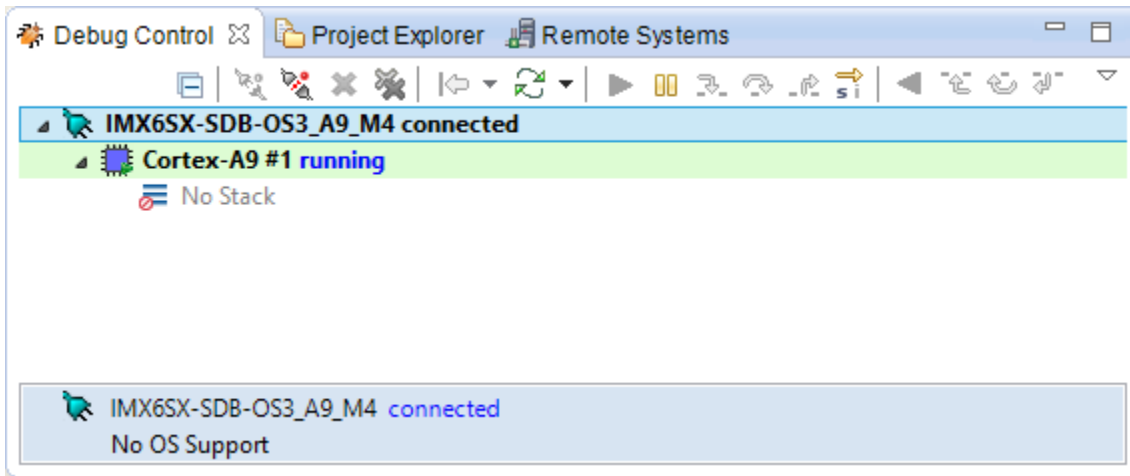 Debug Control Project Explorer Remote Systems
s i
IMX6SX-SDB-OS3_A9_M4 connected
Cortex-A9 #1 running
No Stack
IMX6SX-SDB-OS3_A9_M4 connected
No OS Support